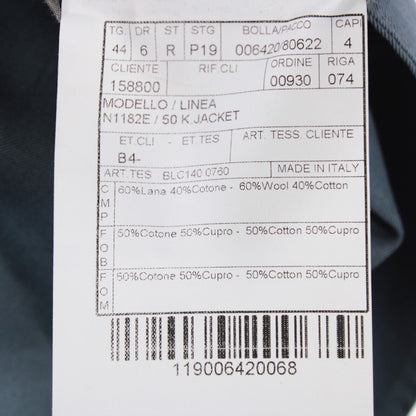 TG DR ST STG BOLLA/PACCO CAPI
44 6 R P19 006420/80622 4
CLIENTE RIF.CLI ORDINE RIGA
158800 00930 074
MODELLO / LINEA
N1182E / 50 K.JACKET
ET.CLI - ET TES ART. TESS. CLIENTE
B4-
ART.TES BLC140 0760 MADE IN ITALY
CMP 60%Lana 40%Cotone - 60%Wool 40%Cotton
FOB 50%Cotone 50%Cupro - 50%Cotton 50%Cupro
FOM 50%Cotone 50%Cupro - 50%Cotton 50%Cupro
119006420068